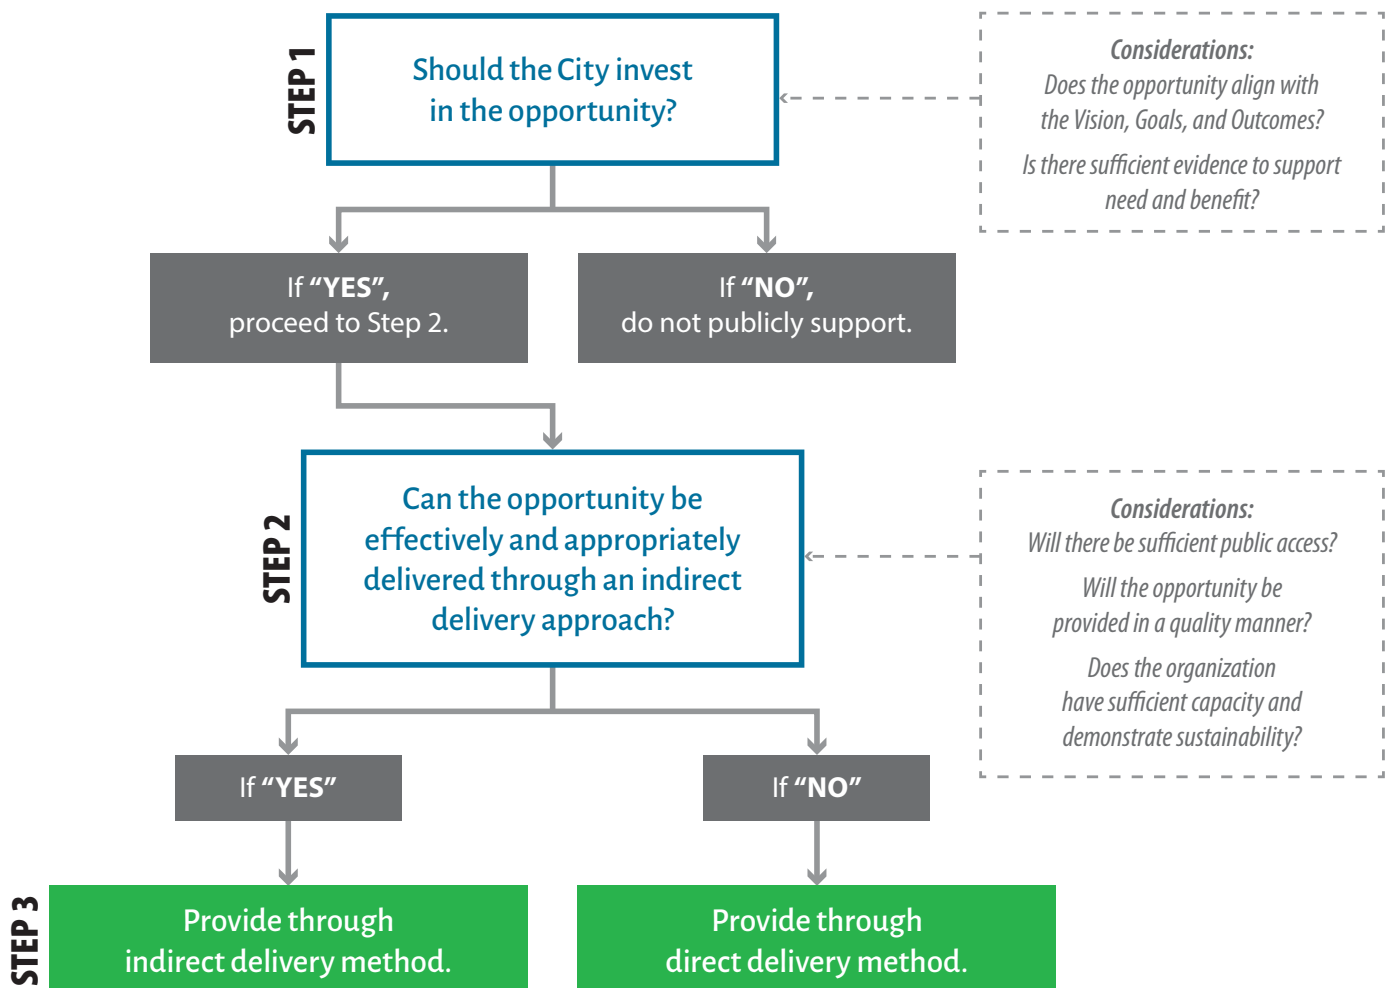 STEP 1
Should the City invest
in the opportunity?
Considerations:
Does the opportunity align with
the Vision, Goals, and Outcomes?
Is there sufficient evidence to support
need and benefit?
If “YES”,
proceed to Step 2.
If “NO”,
do not publicly support.
STEP 2
Can the opportunity be
effectively and appropriately
delivered through an indirect
delivery approach?
Considerations:
Will there be sufficient public access?
Will the opportunity be
provided in a quality manner?
Does the organization
have sufficient capacity and
demonstrate sustainability?
If “YES”
If “NO”
STEP 3
Provide through
indirect delivery method.
Provide through
direct delivery method.